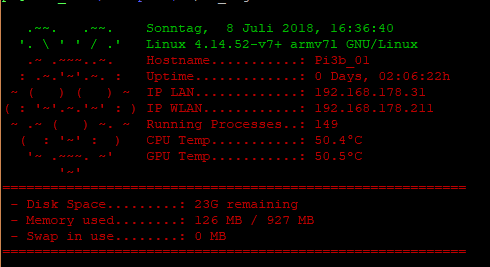 Sonntag,  8 Juli 2018, 16:36:40
Linux 4.14.52-v7+ armv7l GNU/Linux
Hostname...........: Pi3b_01
Uptime.............: 0 Days, 02:06:22h
IP LAN.............: 192.168.178.31
IP WLAN............: 192.168.178.211
Running Processes..: 149
CPU Temp...........: 50.4°C
GPU Temp...........: 50.5°C
- Disk Space.........: 23G remaining
- Memory used........: 126 MB / 927 MB
- Swap in use........: 0 MB